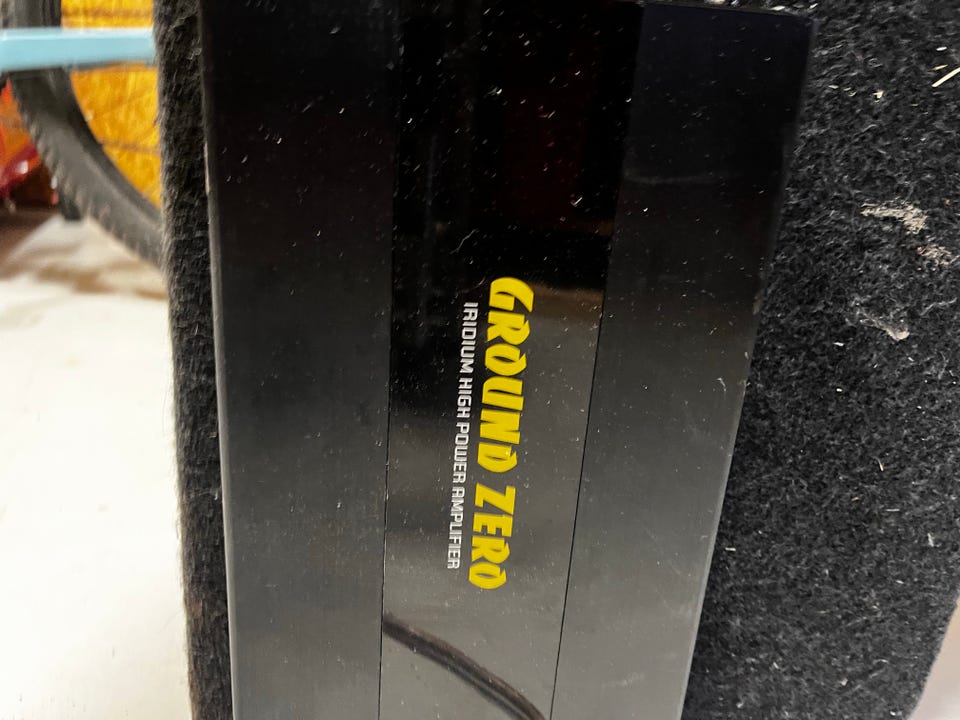 GROUND ZERO
IRIDIUM HIGH POWER AMPLIFIER